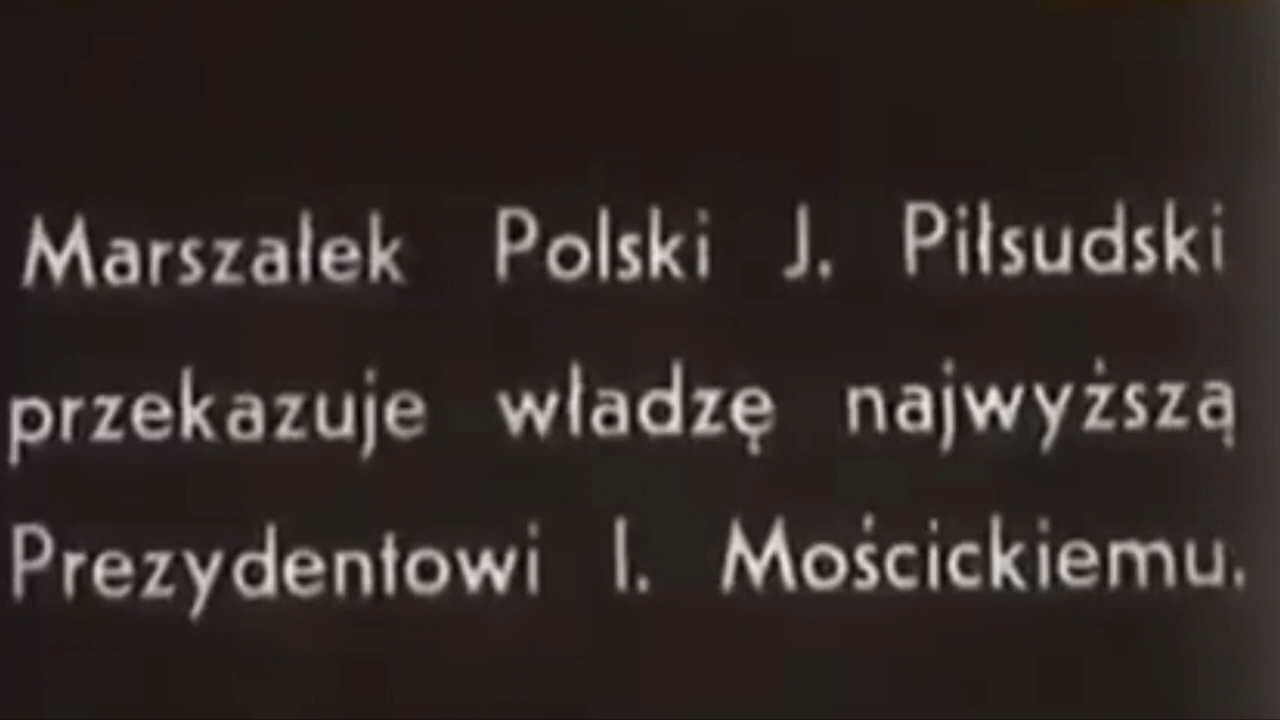 Marszałek Polski J. Piłsudski
przekazuje władzę najwyższą
Prezydentowi I. Mościckiemu.